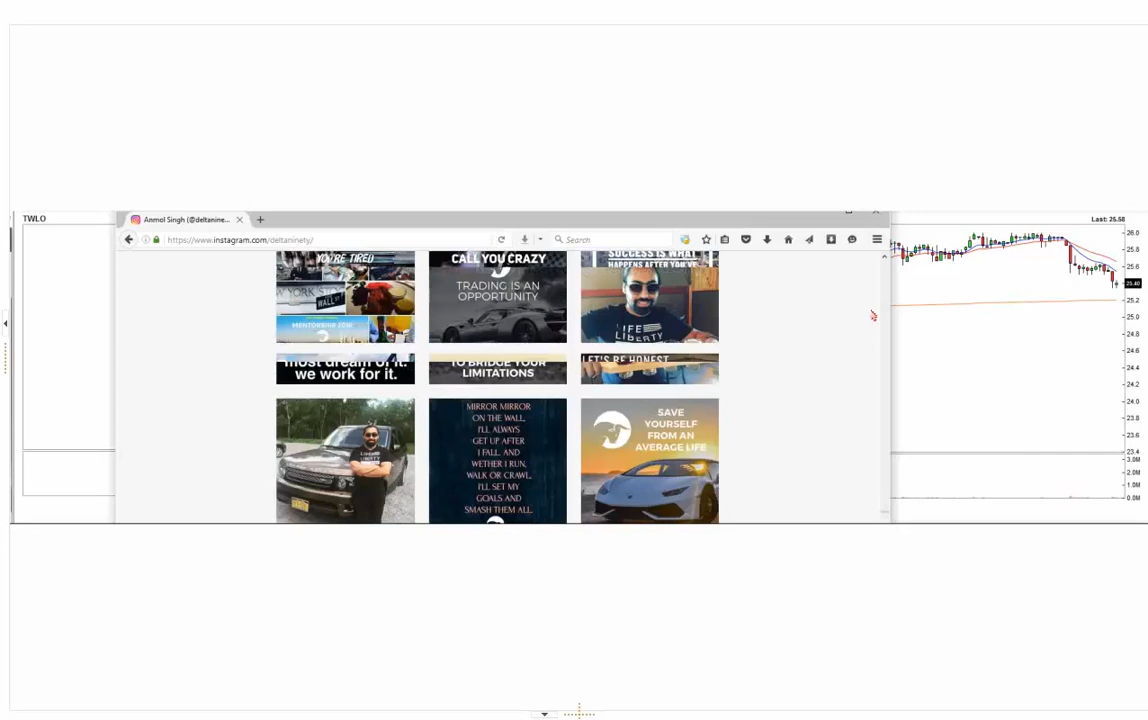 TWLO
Anmol Singh (@deltanine...
Last: 25.58
https://www.instagram.com/deltaninety/
Search
YOU'RE TIRED
WALL ST
MENTORSHIP 2016
CALL YOU CRAZY
TRADING IS AN
OPPORTUNITY
SUCCESS IS WHAT
HAPPENS AFTER YOU'VE
LIFE
LIBERTY
most dream of it.
we work for it.
TO BRIDGE YOUR
LIMITATIONS
LET'S BE HONEST
MIRROR MIRROR
ON THE WALL,
I'LL ALWAYS
GET UP AFTER
I FALL. AND
WETHER I RUN,
WALK OR CRAWL,
I'LL SET MY
GOALS AND
SMASH THEM ALL.
SAVE
YOURSELF
FROM AN
AVERAGE LIFE
26.0
25.6
25.40
25.2
25.0
24.8
24.6
24.4
24.2
24.0
23.8
23.6
23.4
3.0M
2.0M
1.0M
0.0M